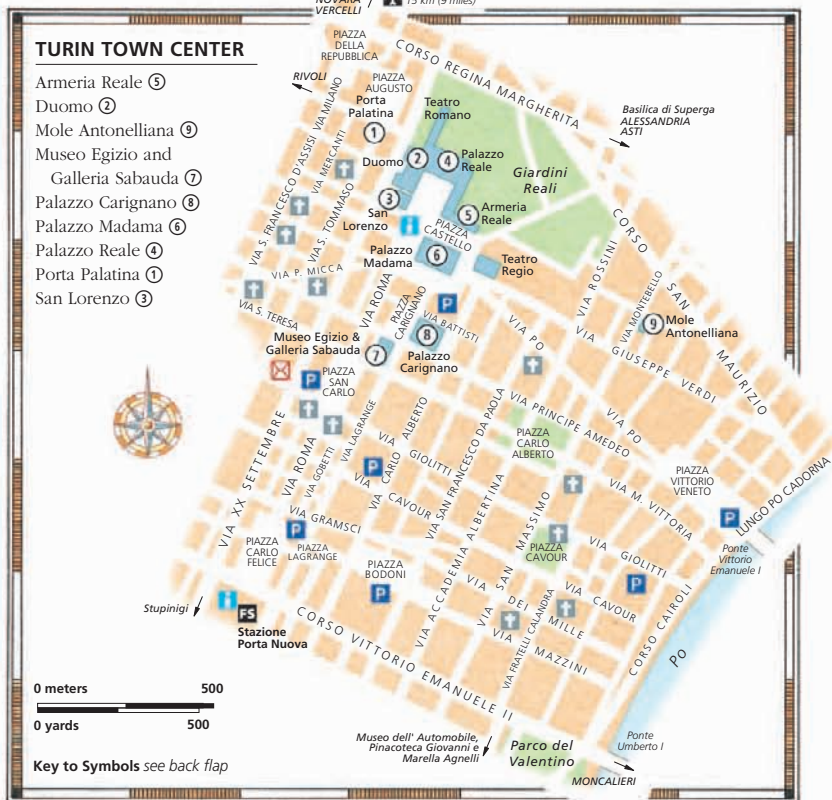 NOVARA
VERCELLI
15 km (9 miles)
TURIN TOWN CENTER
Armeria Reale ⑤
Duomo ②
Mole Antonelliana ⑨
Museo Egizio and
Galleria Sabauda ⑦
Palazzo Carignano ⑧
Palazzo Madama ⑥
Palazzo Reale ④
Porta Palatina ①
San Lorenzo ③
PIAZZA
DELLA
REPUBBLICA
CORSO REGINA MARGHERITA
RIVOLI
PIAZZA
AUGUSTO
Porta
Palatina
①
Teatro
Romano
Basilica di Superga
ALESSANDRIA
ASTI
VIA MILANO
VIA S. FRANCESCO D'ASSISI
VIA MERCANTI
VIA S. TOMMASO
Duomo ②
④ Palazzo
Reale
Giardini
Reali
③
San
Lorenzo
⑤ Armeria
Reale
i
PIAZZA
CASTELLO
Palazzo
Madama
⑥
Teatro
Regio
CORSO SAN MAURIZIO
VIA ROSSINI
VIA MONTEBELLO
⑨ Mole
Antonelliana
VIA P. MICCA
VIA S. TERESA
VIA ROMA
PIAZZA
CARIGNANO
P
VIA BATTISTI
VIA PO
VIA GIUSEPPE VERDI
Museo Egizio &
Galleria Sabauda
⑦
⑧
Palazzo
Carignano
P
PIAZZA
SAN
CARLO
VIA PRINCIPE AMEDEO
VIA PO
PIAZZA
CARLO
ALBERTO
VIA XX SETTEMBRE
VIA ROMA
VIA GOBETTI
VIA LAGRANGE
VIA CARLO ALBERTO
VIA GIOLITTI
P
VIA CAVOUR
VIA SAN FRANCESCO DA PAOLA
VIA ACCADEMIA ALBERTINA
VIA SAN MASSIMO
PIAZZA
VITTORIO
VENETO
VIA M. VITTORIA
P
LUNGO PO CADORNA
Ponte
Vittorio
Emanuele I
VIA GRAMSCI
P
PIAZZA
CARLO
FELICE
PIAZZA
LAGRANGE
PIAZZA
BODONI
P
PIAZZA
CAVOUR
VIA GIOLITTI
P
VIA CAVOUR
VIA DEI MILLE
VIA FRATELLI CALANDRA
VIA MAZZINI
CORSO CAIROLI
Po
Stupinigi
i
FS
Stazione
Porta Nuova
CORSO VITTORIO EMANUELE II
0 meters 500
0 yards 500
Key to Symbols see back flap
Museo dell' Automobile,
Pinacoteca Giovanni e
Marella Agnelli
Parco del
Valentino
Ponte
Umberto I
MONCALIERI